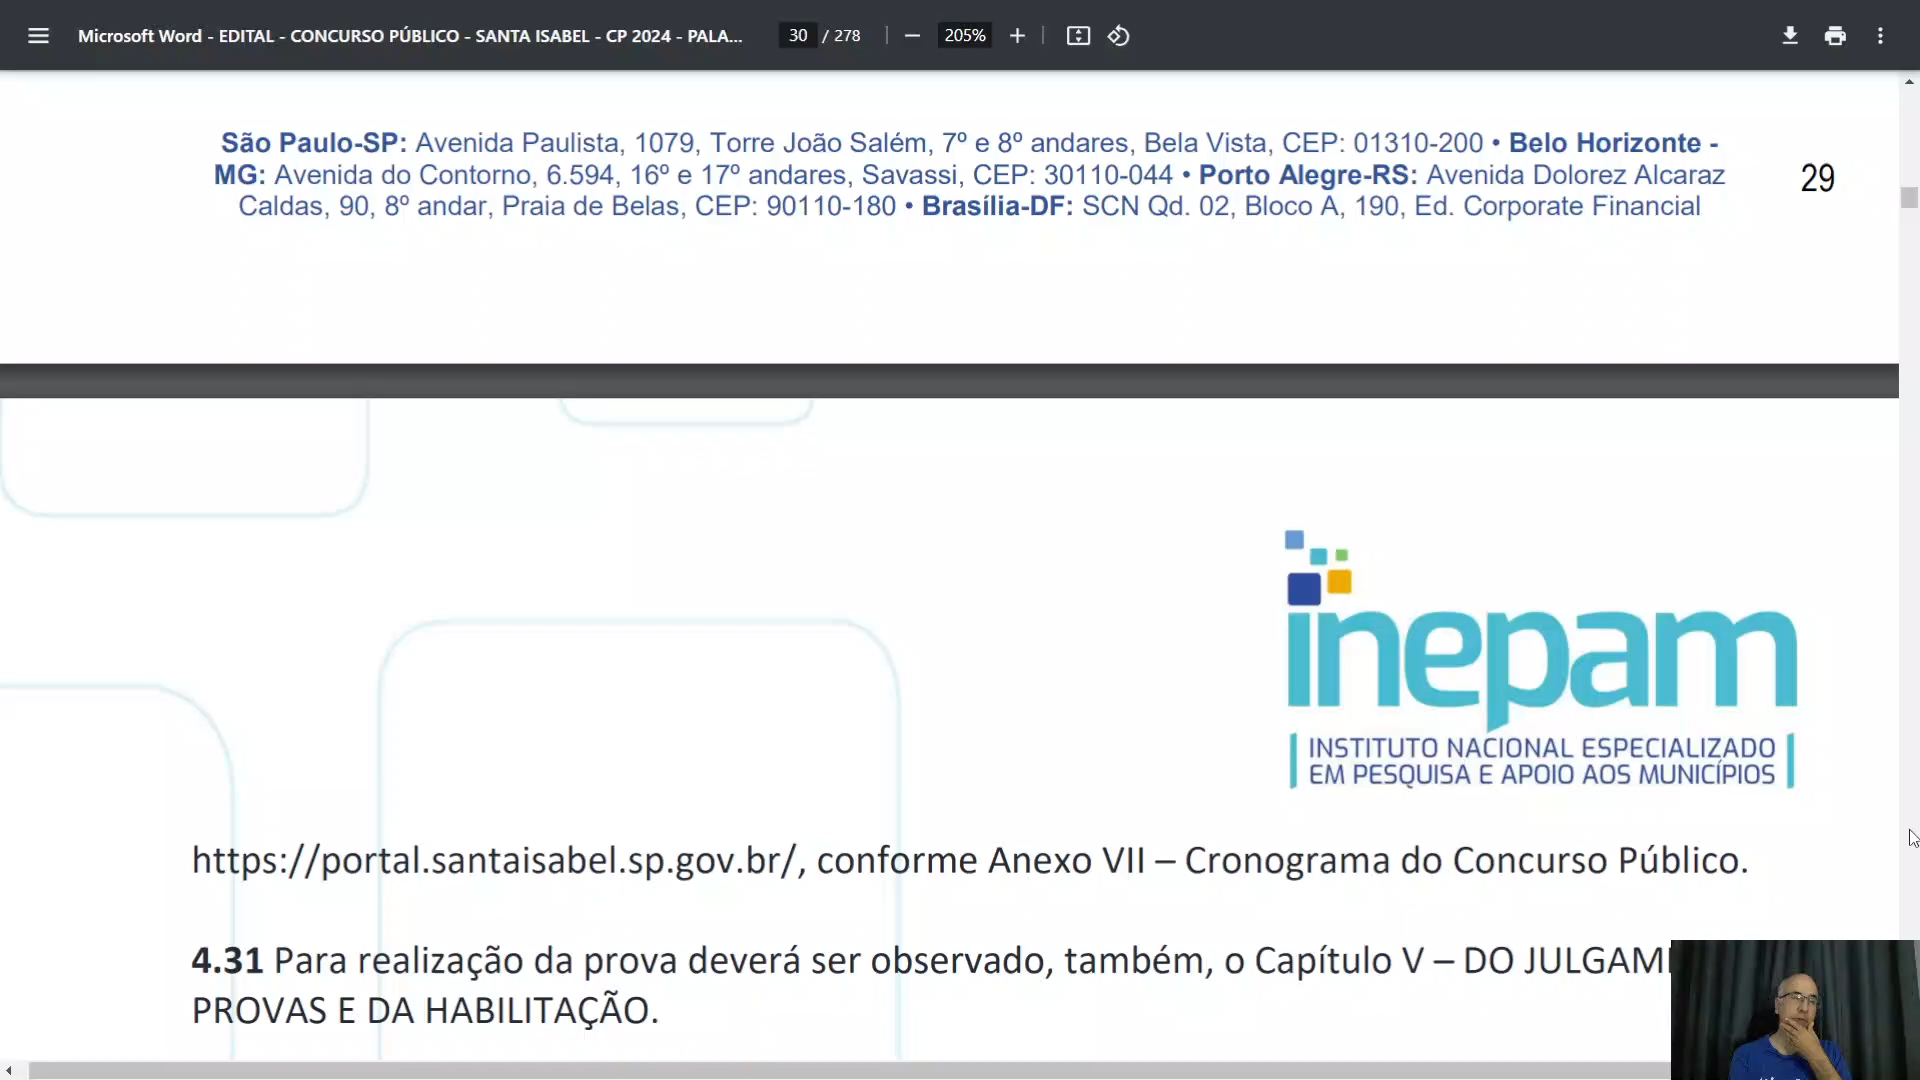 Microsoft Word - EDITAL - CONCURSO PÚBLICO - SANTA ISABEL - CP 2024 - PALA...
30 / 278
205%
São Paulo-SP: Avenida Paulista, 1079, Torre João Salém, 7º e 8º andares, Bela Vista, CEP: 01310-200 • Belo Horizonte -
MG: Avenida do Contorno, 6.594, 16º e 17º andares, Savassi, CEP: 30110-044 • Porto Alegre-RS: Avenida Dolorez Alcaraz
Caldas, 90, 8º andar, Praia de Belas, CEP: 90110-180 • Brasília-DF: SCN Qd. 02, Bloco A, 190, Ed. Corporate Financial
29
inepam
INSTITUTO NACIONAL ESPECIALIZADO
EM PESQUISA E APOIO AOS MUNICÍPIOS
https://portal.santaisabel.sp.gov.br/, conforme Anexo VII – Cronograma do Concurso Público.
4.31 Para realização da prova deverá ser observado, também, o Capítulo V – DO JULGAM
PROVAS E DA HABILITAÇÃO.